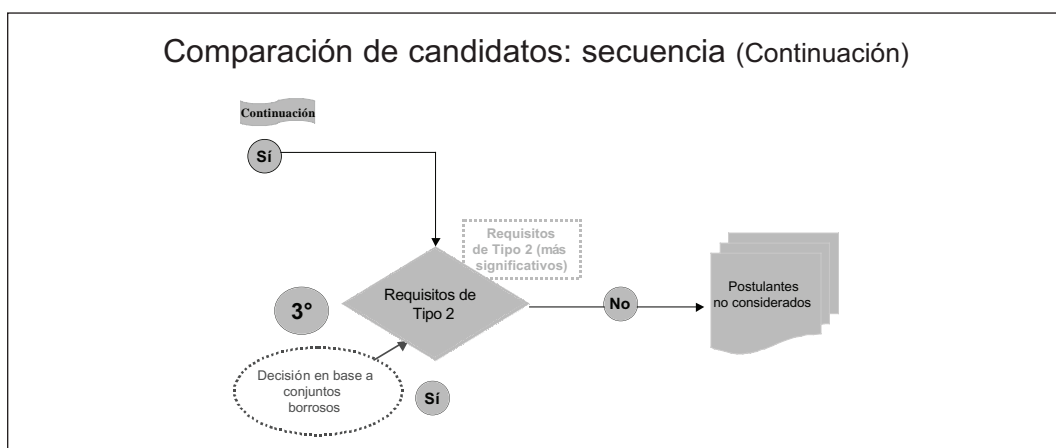 Comparación de candidatos: secuencia (Continuación)
Continuación
Sí
Requisitos
de Tipo 2 (más
significativos)
Requisitos de
Tipo 2
3°
No
Postulantes
no considerados
Decisión en base a
conjuntos
borrosos
Sí